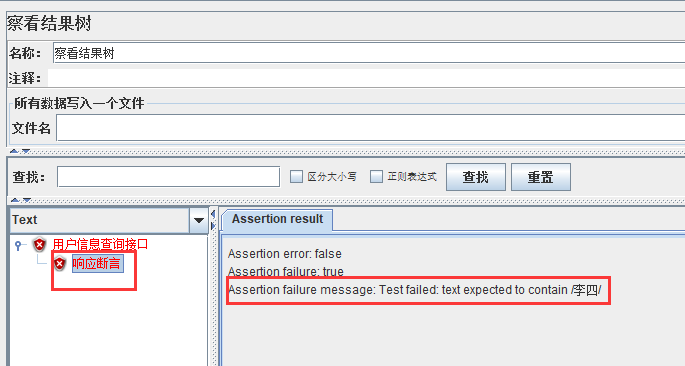 察看结果树
名称： 察看结果树
注释：
所有数据写入一个文件
文件名
查找： 区分大小写 正则表达式 查找 重置
Text
用户信息查询接口
响应断言
Assertion result
Assertion error: false
Assertion failure: true
Assertion failure message: Test failed: text expected to contain /李四/